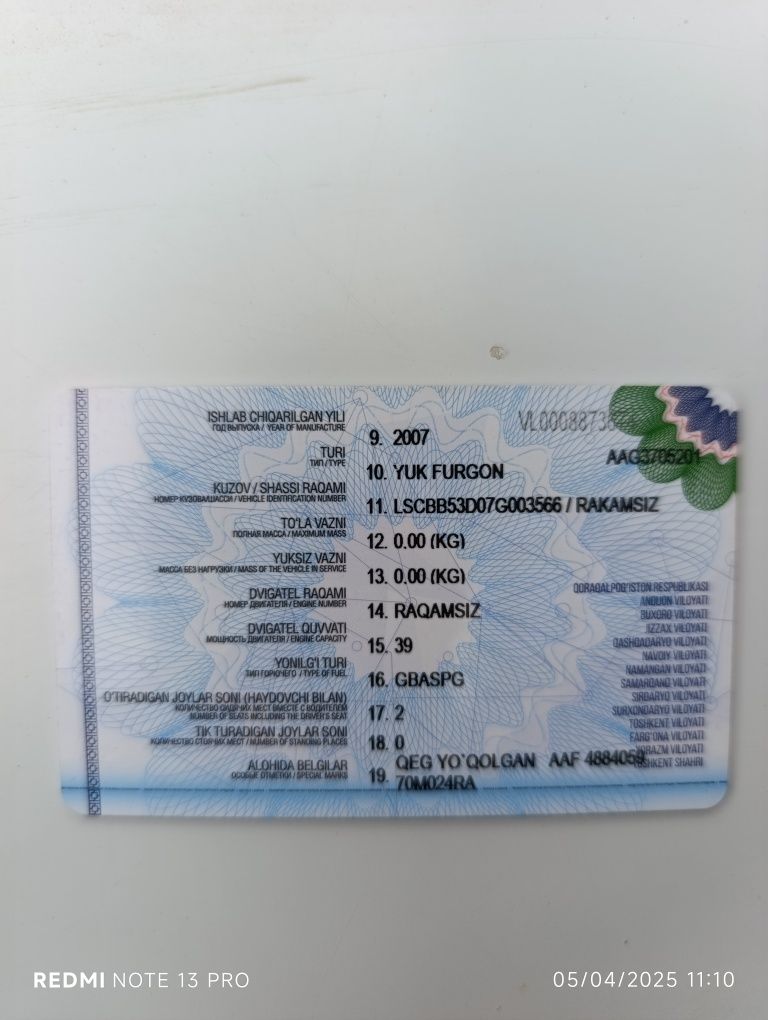 ISHLAB CHIQARILGAN YILI
ГОД ВЫПУСКА / YEAR OF MANUFACTURE
9. 2007
VL0008873
AAG3705201
TURI
ТИП / TYPE
10. YUK FURGON
KUZOV / SHASSI RAQAMI
НОМЕР КУЗОВА/ШАССИ / VEHICLE IDENTIFICATION NUMBER
11. LSCBB53D07G003566 / RAKAMSIZ
TO'LA VAZNI
ПОЛНАЯ МАССА / MAXIMUM MASS
12. 0.00 (KG)
YUKSIZ VAZNI
МАССА БЕЗ НАГРУЗКИ / MASS OF THE VEHICLE IN SERVICE
13. 0.00 (KG)
DVIGATEL RAQAMI
НОМЕР ДВИГАТЕЛЯ / ENGINE NUMBER
14. RAQAMSIZ
DVIGATEL QUVVATI
МОЩНОСТЬ ДВИГАТЕЛЯ / ENGINE CAPACITY
15. 39
YONILG'I TURI
ТИП ГОРЮЧЕГО / TYPE OF FUEL
16. GBASPG
O'TIRADIGAN JOYLAR SONI (HAYDOVCHI BILAN)
КОЛИЧЕСТВО СИДЯЧИХ МЕСТ ВМЕСТЕ С ВОДИТЕЛЕМ
NUMBER OF SEATS INCLUDING THE DRIVER'S SEAT
17. 2
TIK TURADIGAN JOYLAR SONI
КОЛИЧЕСТВО СТОЯЧИХ МЕСТ / NUMBER OF STANDING PLACES
18. 0
ALOHIDA BELGILAR
ОСОБЫЕ ОТМЕТКИ / SPECIAL MARKS
19. QEG YO`QOLGAN AAF 4884059
70M024RA
QORAQALPOG'ISTON RESPUBLIKASI
ANDIJON VILOYATI
BUXORO VILOYATI
JIZZAX VILOYATI
QASHQADARYO VILOYATI
NAVOIY VILOYATI
NAMANGAN VILOYATI
SAMARQAND VILOYATI
SIRDARYO VILOYATI
SURXONDARYO VILOYATI
TOSHKENT VILOYATI
FARG'ONA VILOYATI
XORAZM VILOYATI
TOSHKENT SHAHRI
REDMI NOTE 13 PRO
05/04/2025 11:10